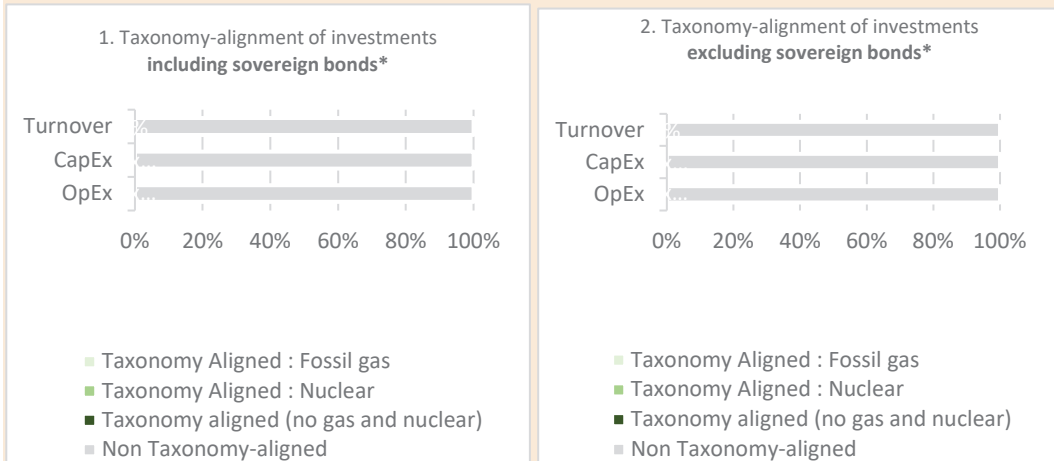 1. Taxonomy-alignment of investments
including sovereign bonds*
Turnover
%
CapEx
OpEx
0% 20% 40% 60% 80% 100%
Taxonomy Aligned : Fossil gas
Taxonomy Aligned : Nuclear
Taxonomy aligned (no gas and nuclear)
Non Taxonomy-aligned
2. Taxonomy-alignment of investments
excluding sovereign bonds*
Turnover
%
CapEx
OpEx
0% 20% 40% 60% 80% 100%
Taxonomy Aligned : Fossil gas
Taxonomy Aligned : Nuclear
Taxonomy aligned (no gas and nuclear)
Non Taxonomy-aligned